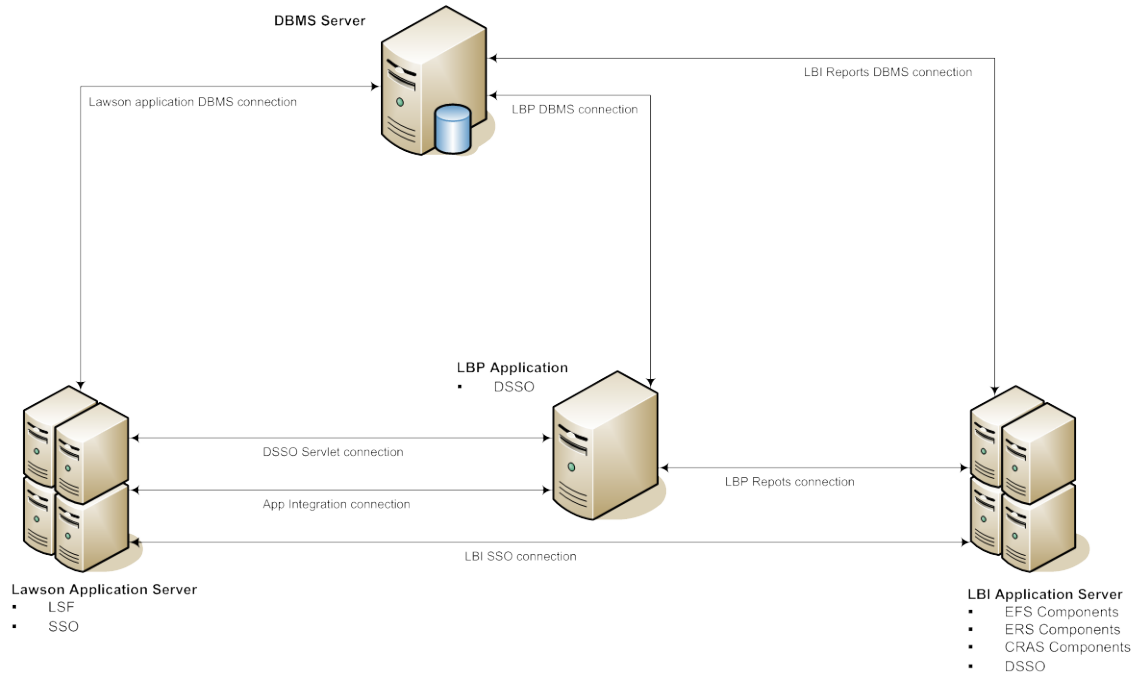 DBMS Server
LBI Reports DBMS connection
Lawson application DBMS connection
LBP DBMS connection
LBP Application
▪ DSSO
DSSO Servlet connection
LBP Repots connection
App Integration connection
LBI SSO connection
Lawson Application Server
▪ LSF
▪ SSO
LBI Application Server
▪ EFS Components
▪ ERS Components
▪ CRAS Components
▪ DSSO